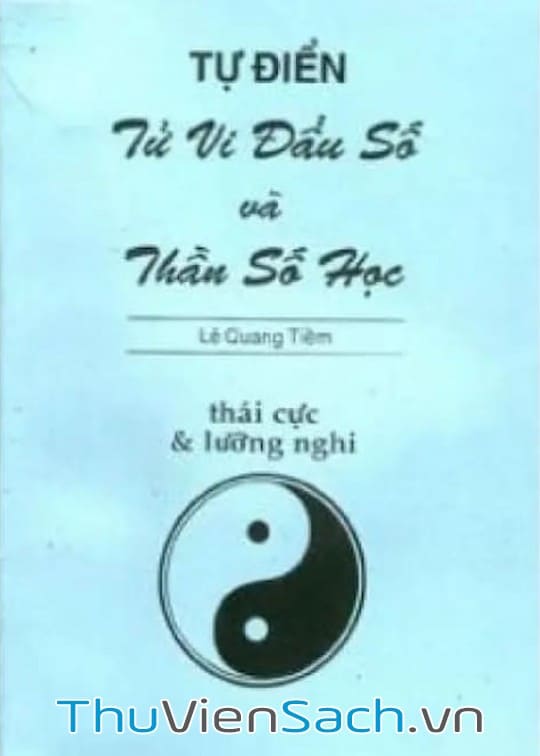 TỰ ĐIỂN
Tử Vi Đẩu Số
và
Thần Số Học
Lê Quang Tiềm
thái cực
& lưỡng nghi
ThuVienSach.vn